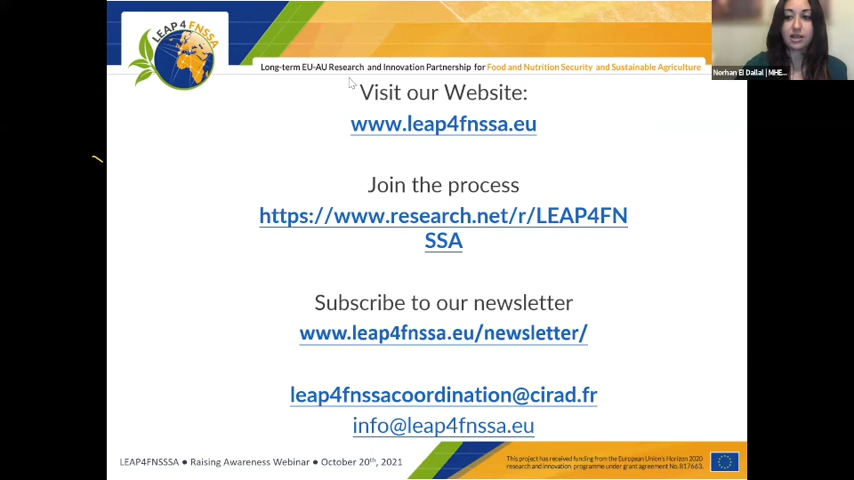 LEAP 4 FNSSA
Norhan El Dallal | MHE...
Long-term EU-AU Research and Innovation Partnership for Food and Nutrition Security and Sustainable Agriculture
Visit our Website:
www.leap4fnssa.eu
Join the process
https://www.research.net/r/LEAP4FN
SSA
Subscribe to our newsletter
www.leap4fnssa.eu/newsletter/
leap4fnssacoordination@cirad.fr
info@leap4fnssa.eu
LEAP4FNSSSA ● Raising Awareness Webinar ● October 20th, 2021
This project has received funding from the European Union's Horizon 2020
research and innovation programme under grant agreement No.817663.